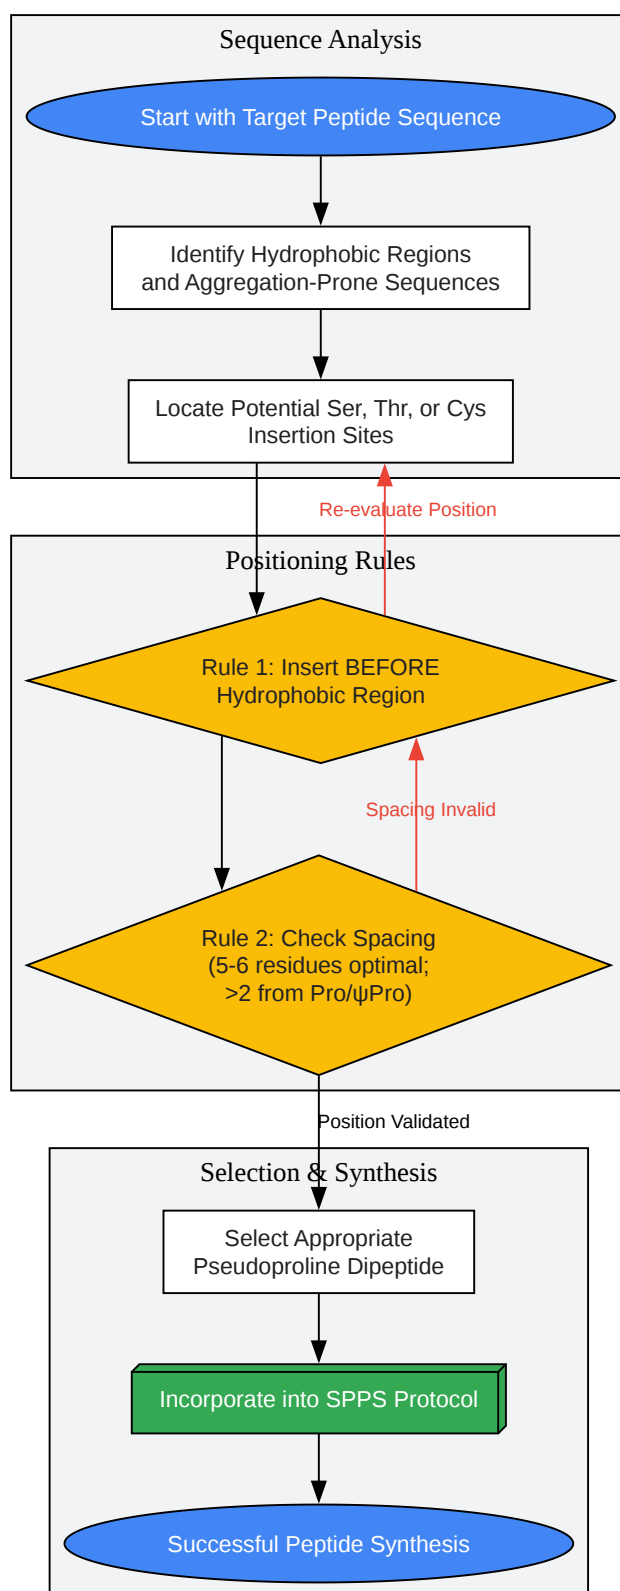 Sequence Analysis
Start with Target Peptide Sequence
Identify Hydrophobic Regions
and Aggregation-Prone Sequences
Locate Potential Ser, Thr, or Cys
Insertion Sites
Re-evaluate Position
Positioning Rules
Rule 1: Insert BEFORE
Hydrophobic Region
Spacing Invalid
Rule 2: Check Spacing
(5-6 residues optimal;
>2 from Pro/ψPro)
Position Validated
Selection & Synthesis
Select Appropriate
Pseudoproline Dipeptide
Incorporate into SPPS Protocol
Successful Peptide Synthesis